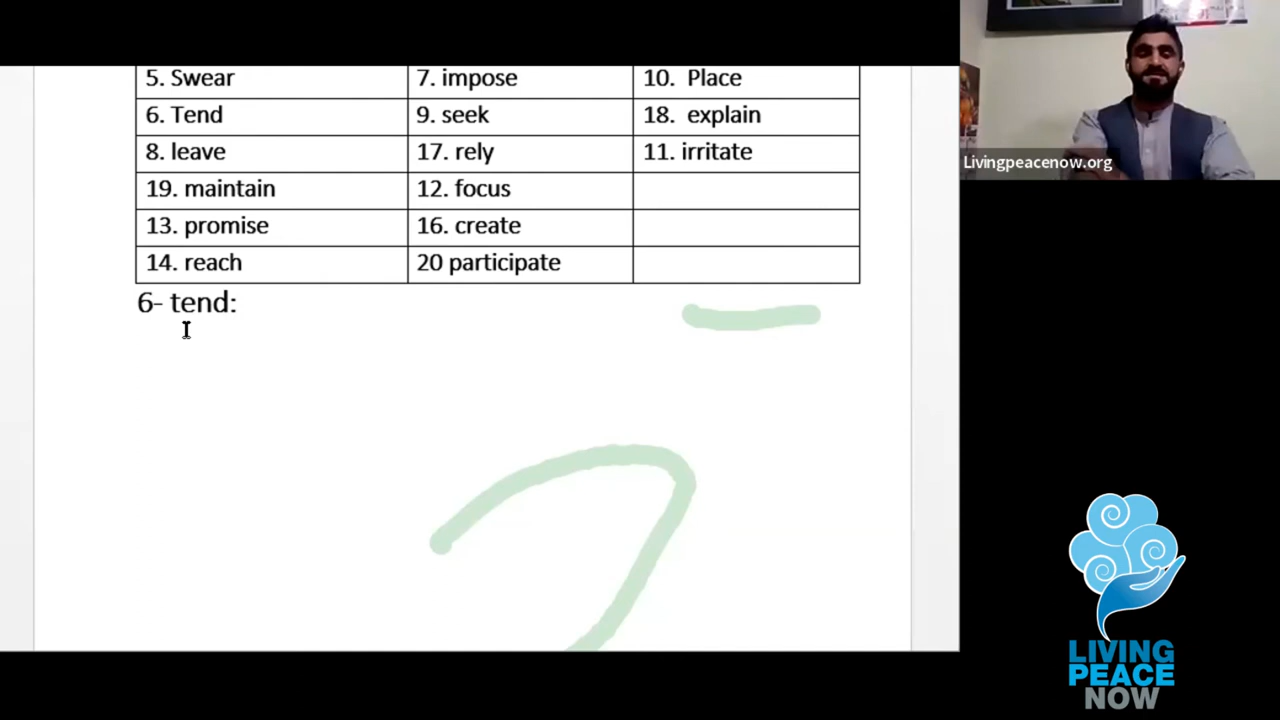 5. Swear 7. impose 10. Place
6. Tend 9. seek 18. explain
8. leave 17. rely 11. irritate
19. maintain 12. focus
13. promise 16. create
14. reach 20 participate
6- tend:
Livingpeacenow.org
LIVING
PEACE
NOW